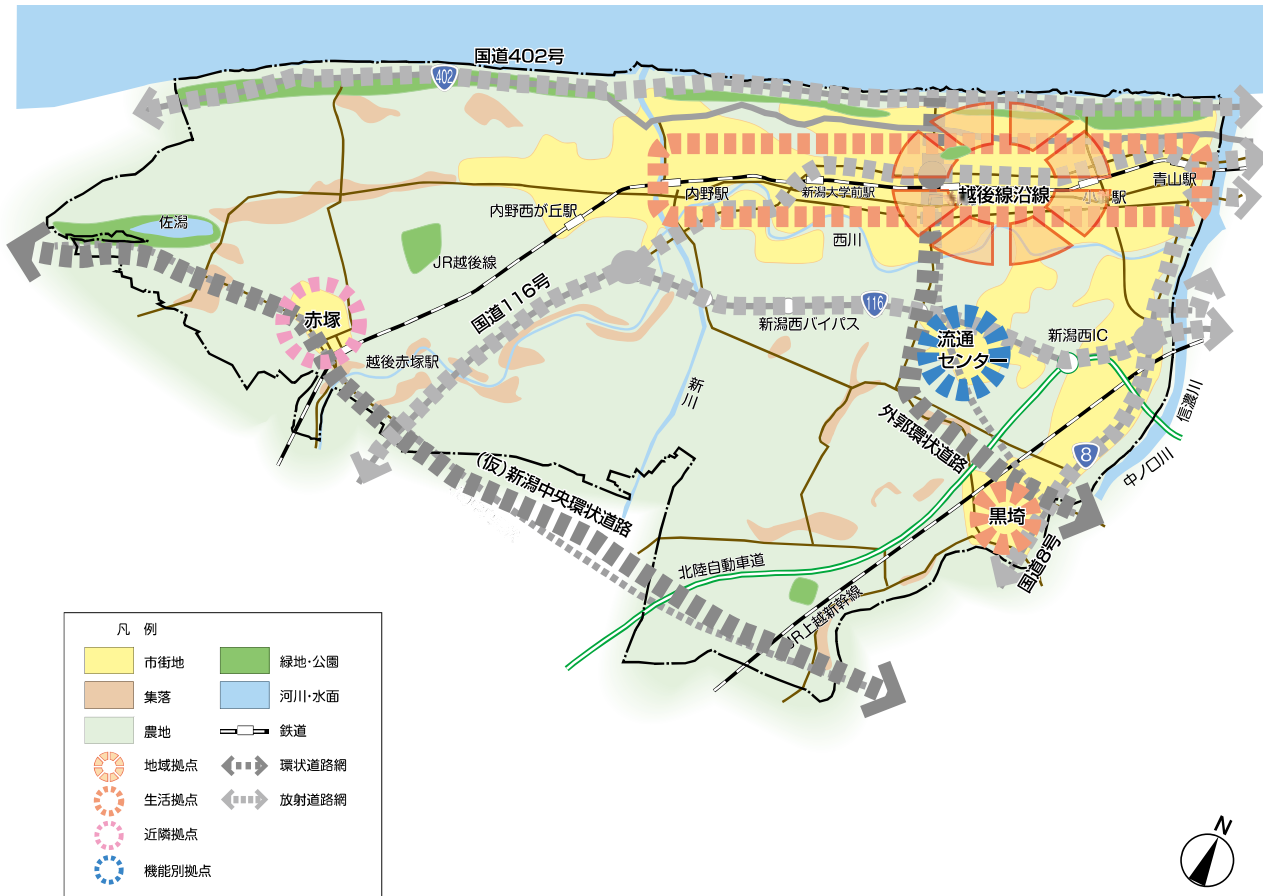 国道402号
402
佐潟
内野西が丘駅
内野駅
新潟大学前駅
越後線沿線
駅
青山駅
西川
JR越後線
国道116号
116
新潟西バイパス
赤塚
越後赤塚駅
流通
センター
新潟西IC
新川
外郭環状道路
信濃川
中ノ口川
8
黒埼
国道8号
(仮)新潟中央環状道路
北陸自動車道
JR上越新幹線
凡 例
市街地
緑地・公園
集落
河川・水面
農地
鉄道
地域拠点
環状道路網
生活拠点
放射道路網
近隣拠点
機能別拠点
N